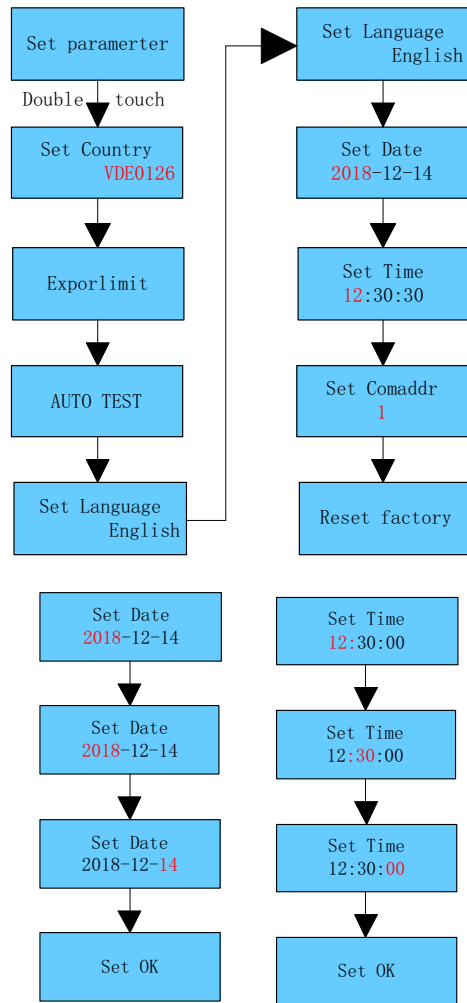 Set paramerter
Double touch
Set Country
VDE0126
Exporlimit
AUTO TEST
Set Language
English
Set Language
English
Set Date
2018-12-14
Set Time
12:30:30
Set Comaddr
1
Reset factory
Set Date
2018-12-14
Set Date
2018-12-14
Set Date
2018-12-14
Set OK
Set Time
12:30:00
Set Time
12:30:00
Set Time
12:30:00
Set OK